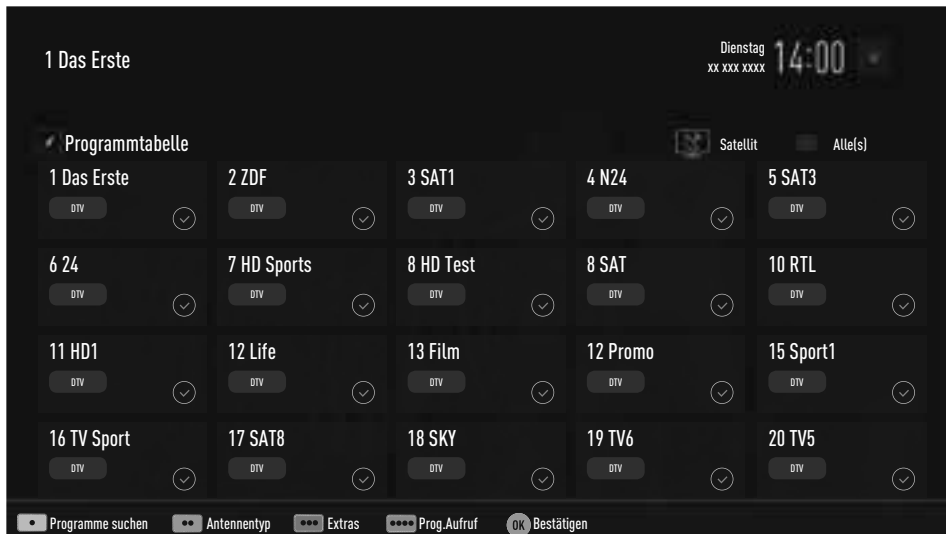 1 Das Erste
Dienstag
xx xxx xxxx
14:00
Programmtabelle
Satellit
Alle(s)
1 Das Erste
2 ZDF
3 SAT1
4 N24
5 SAT3
DTV
DTV
DTV
DTV
DTV
6 24
7 HD Sports
8 HD Test
8 SAT
10 RTL
DTV
DTV
DTV
DTV
DTV
11 HD1
12 Life
13 Film
12 Promo
15 Sport1
DTV
DTV
DTV
DTV
DTV
16 TV Sport
17 SAT8
18 SKY
19 TV6
20 TV5
DTV
DTV
DTV
DTV
DTV
Programme suchen
Antennentyp
Extras
Prog.Aufruf
OK Bestätigen